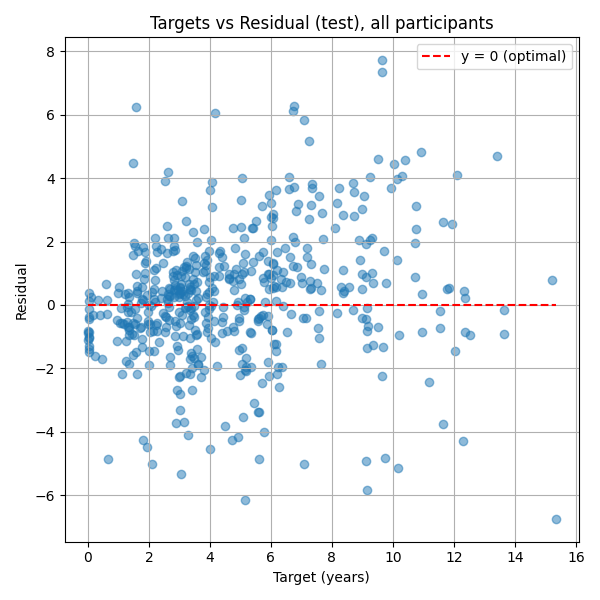 Targets vs Residual (test), all participants
y = 0 (optimal)
8
6
4
2
0
−2
−4
−6
Residual
0 2 4 6 8 10 12 14 16
Target (years)